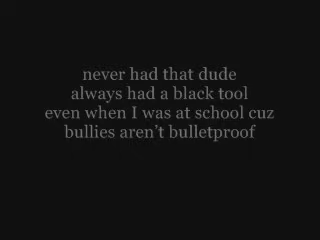 never had that dude
always had a black tool
even when I was at school cuz
bullies aren't bulletproof